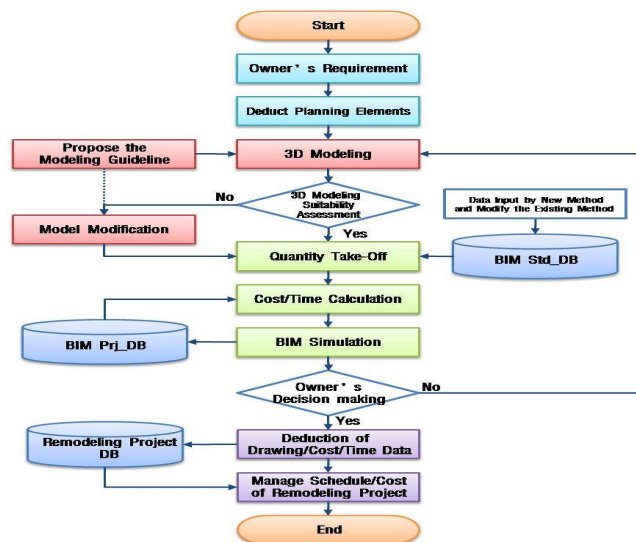 Start
Owner's Requirement
Deduct Planning Elements
Propose the
Modeling Guideline
3D Modeling
No
3D Modeling
Suitability
Assessment
Data Input by New Method
and Modify the Existing Method
Model Modification
Yes
Quantity Take-Off
BIM Std_DB
Cost/Time Calculation
BIM Prj_DB
BIM Simulation
Owner's
Decision making
No
Yes
Remodeling Project
DB
Deduction of
Drawing/Cost/Time Data
Manage Schedule/Cost
of Remodeling Project
End